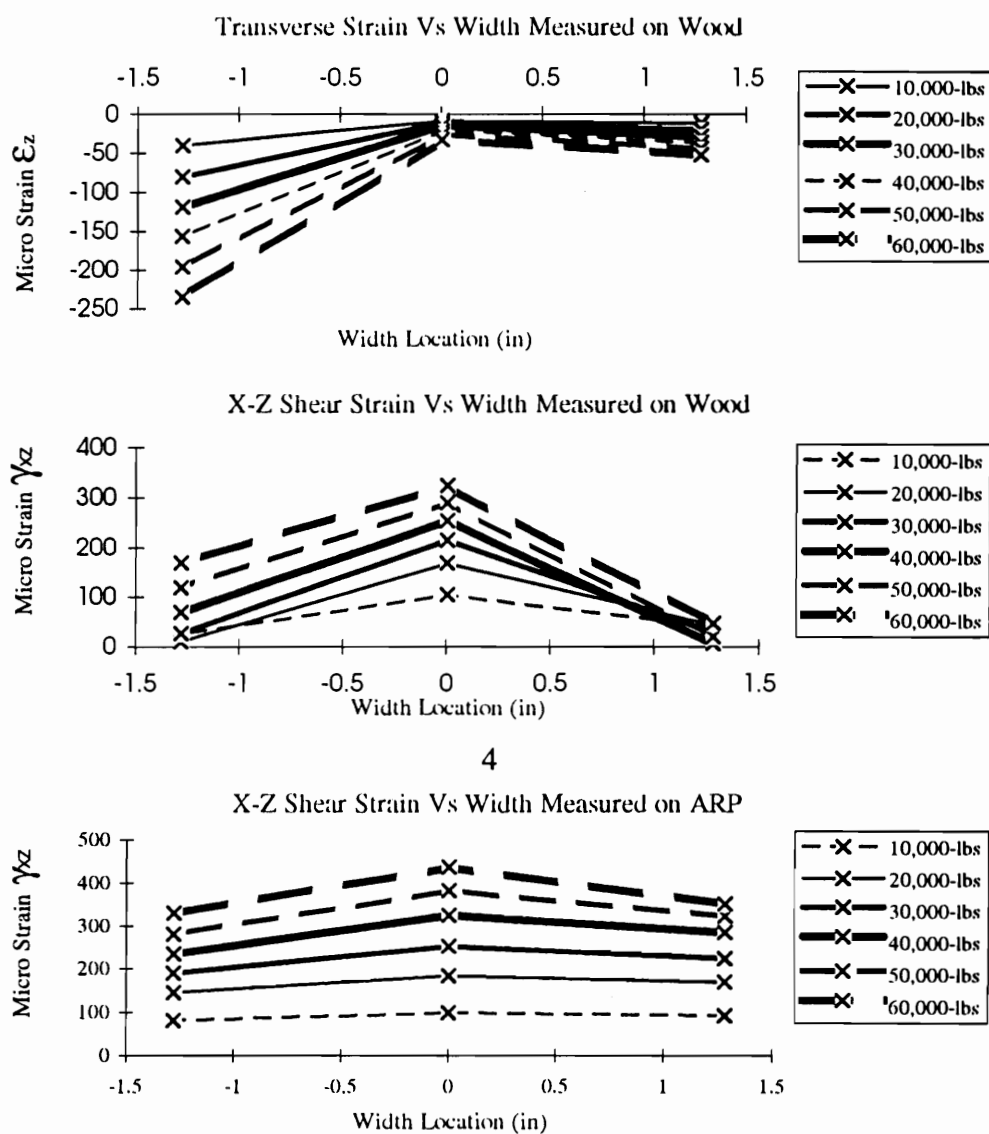 Transverse Strain Vs Width Measured on Wood
-1.5 -1 -0.5 0 0.5 1 1.5
0
-50
-100
-150
-200
-250
Micro Strain εz
Width Location (in)
10,000-lbs
20,000-lbs
30,000-lbs
40,000-lbs
50,000-lbs
60,000-lbs
X-Z Shear Strain Vs Width Measured on Wood
400
300
200
100
0
Micro Strain γxz
-1.5 -1 -0.5 0 0.5 1 1.5
Width Location (in)
10,000-lbs
20,000-lbs
30,000-lbs
40,000-lbs
50,000-lbs
60,000-lbs
4
X-Z Shear Strain Vs Width Measured on ARP
500
400
300
200
100
0
Micro Strain γxz
-1.5 -1 -0.5 0 0.5 1 1.5
Width Location (in)
10,000-lbs
20,000-lbs
30,000-lbs
40,000-lbs
50,000-lbs
60,000-lbs